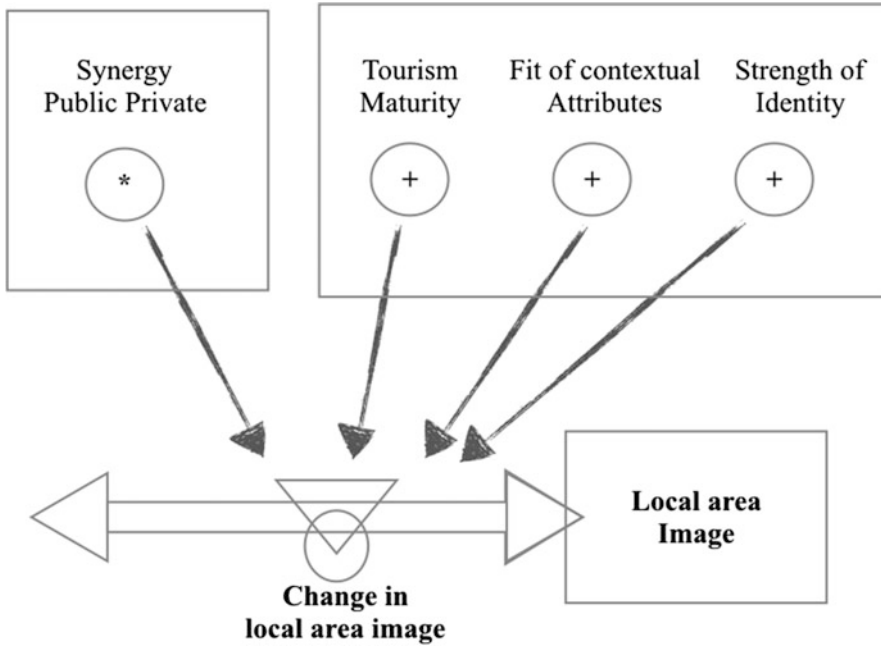 Synergy
Public Private
Tourism
Maturity
Fit of contextual
Attributes
Strength of
Identity
*
+
+
+
Local area
Image
Change in
local area image